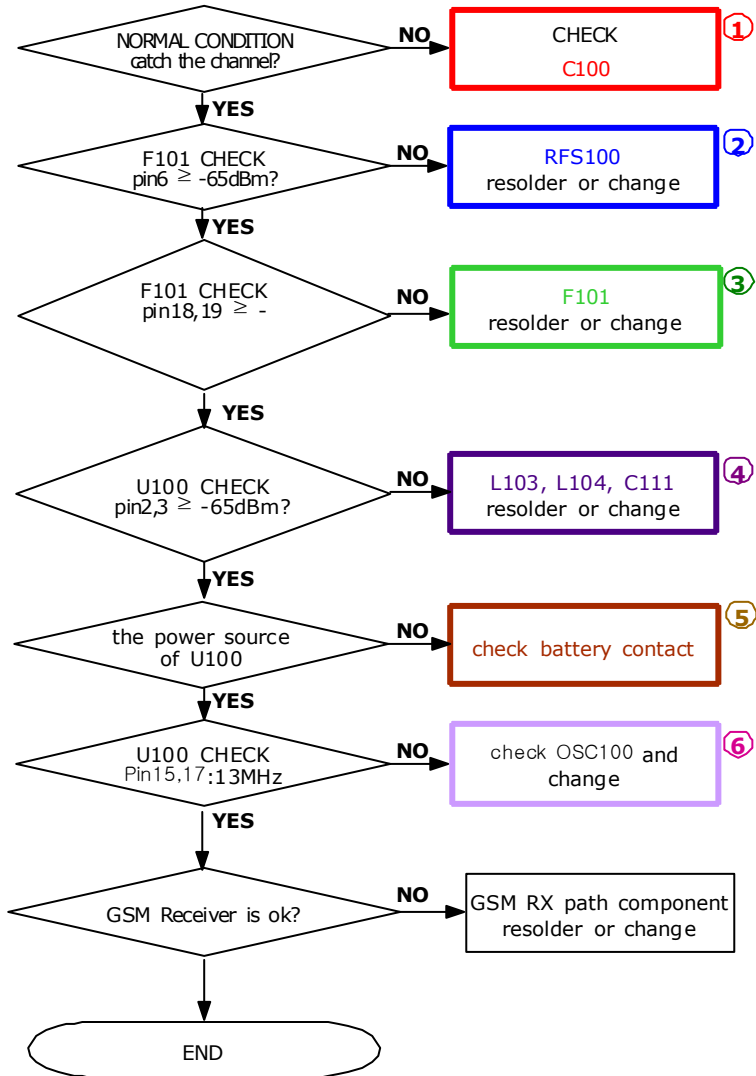 NORMAL CONDITION
catch the channel?
NO
CHECK
C100
1
YES
F101 CHECK
pin6 ≥ -65dBm?
NO
RFS100
resolder or change
2
YES
F101 CHECK
pin18,19 ≥ -
NO
F101
resolder or change
3
YES
U100 CHECK
pin2,3 ≥ -65dBm?
NO
L103, L104, C111
resolder or change
4
YES
the power source
of U100
NO
check battery contact
5
YES
U100 CHECK
Pin15,17:13MHz
NO
check OSC100 and
change
6
YES
GSM Receiver is ok?
NO
GSM RX path component
resolder or change
END